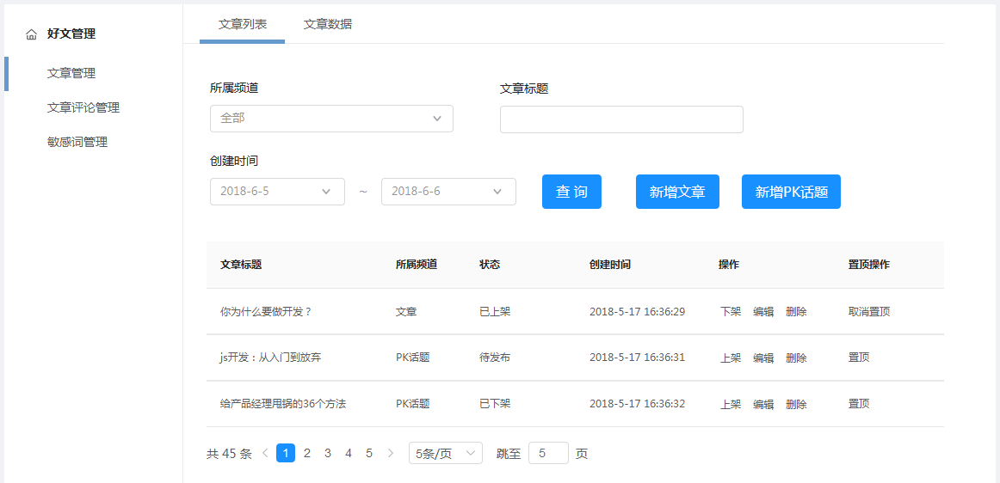 好文管理
文章管理
文章评论管理
敏感词管理
文章列表 文章数据
所属频道 文章标题
全部
创建时间
2018-6-5 ~ 2018-6-6 查 询 新增文章 新增PK话题
文章标题 所属频道 状态 创建时间 操作 置顶操作
你为什么要做开发？ 文章 已上架 2018-5-17 16:36:29 下架 编辑 删除 取消置顶
js开发：从入门到放弃 PK话题 待发布 2018-5-17 16:36:31 上架 编辑 删除 置顶
给产品经理甩锅的36个方法 PK话题 已下架 2018-5-17 16:36:32 上架 编辑 删除 置顶
共 45 条 1 2 3 4 5 5条/页 跳至 5 页